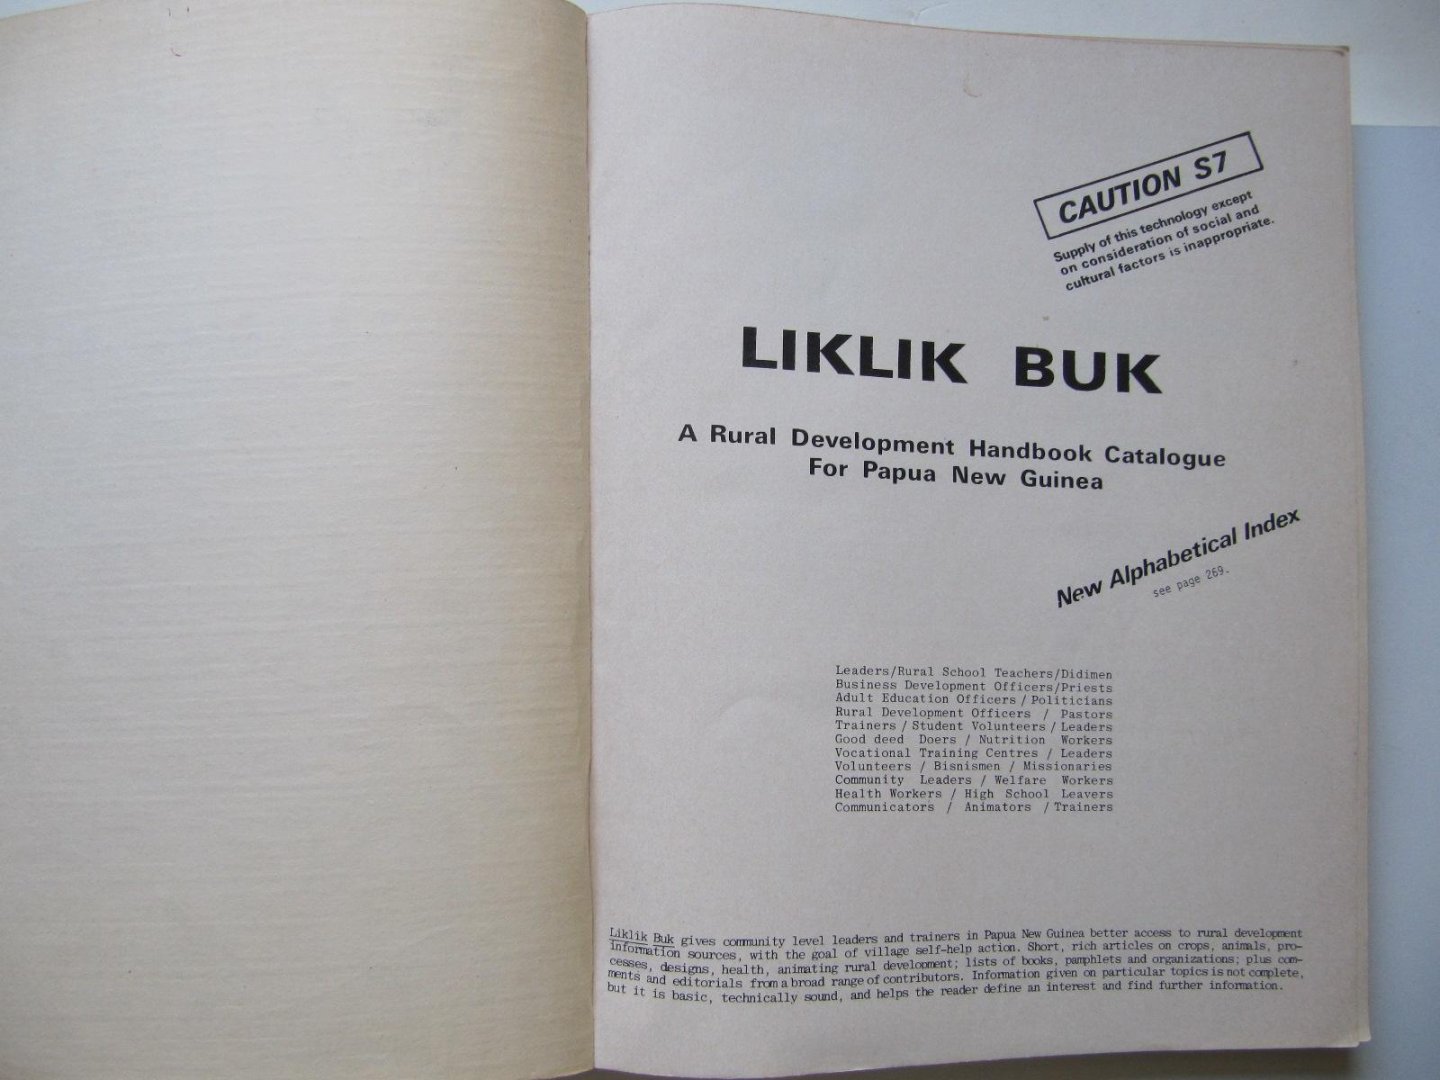 CAUTION S7
Supply of this technology except
on consideration of social and
cultural factors is inappropriate.
LIKLIK BUK
A Rural Development Handbook Catalogue
For Papua New Guinea
New Alphabetical Index
see page 269.
Leaders/Rural School Teachers/Didimen
Business Development Officers/Priests
Adult Education Officers / Politicians
Rural Development Officers / Pastors
Trainers / Student Volunteers / Leaders
Good deed Doers / Nutrition Workers
Vocational Training Centres / Leaders
Volunteers / Bisnismen / Missionaries
Community Leaders / Welfare Workers
Health Workers / High School Leavers
Communicators / Animators / Trainers
Liklik Buk gives community level leaders and trainers in Papua New Guinea better access to rural development
information sources, with the goal of village self-help action. Short, rich articles on crops, animals, pro-
cesses, designs, health, animating rural development; lists of books, pamphlets and organizations; plus com-
ments and editorials from a broad range of contributors. Information given on particular topics is not complete,
but it is basic, technically sound, and helps the reader define an interest and find further information.